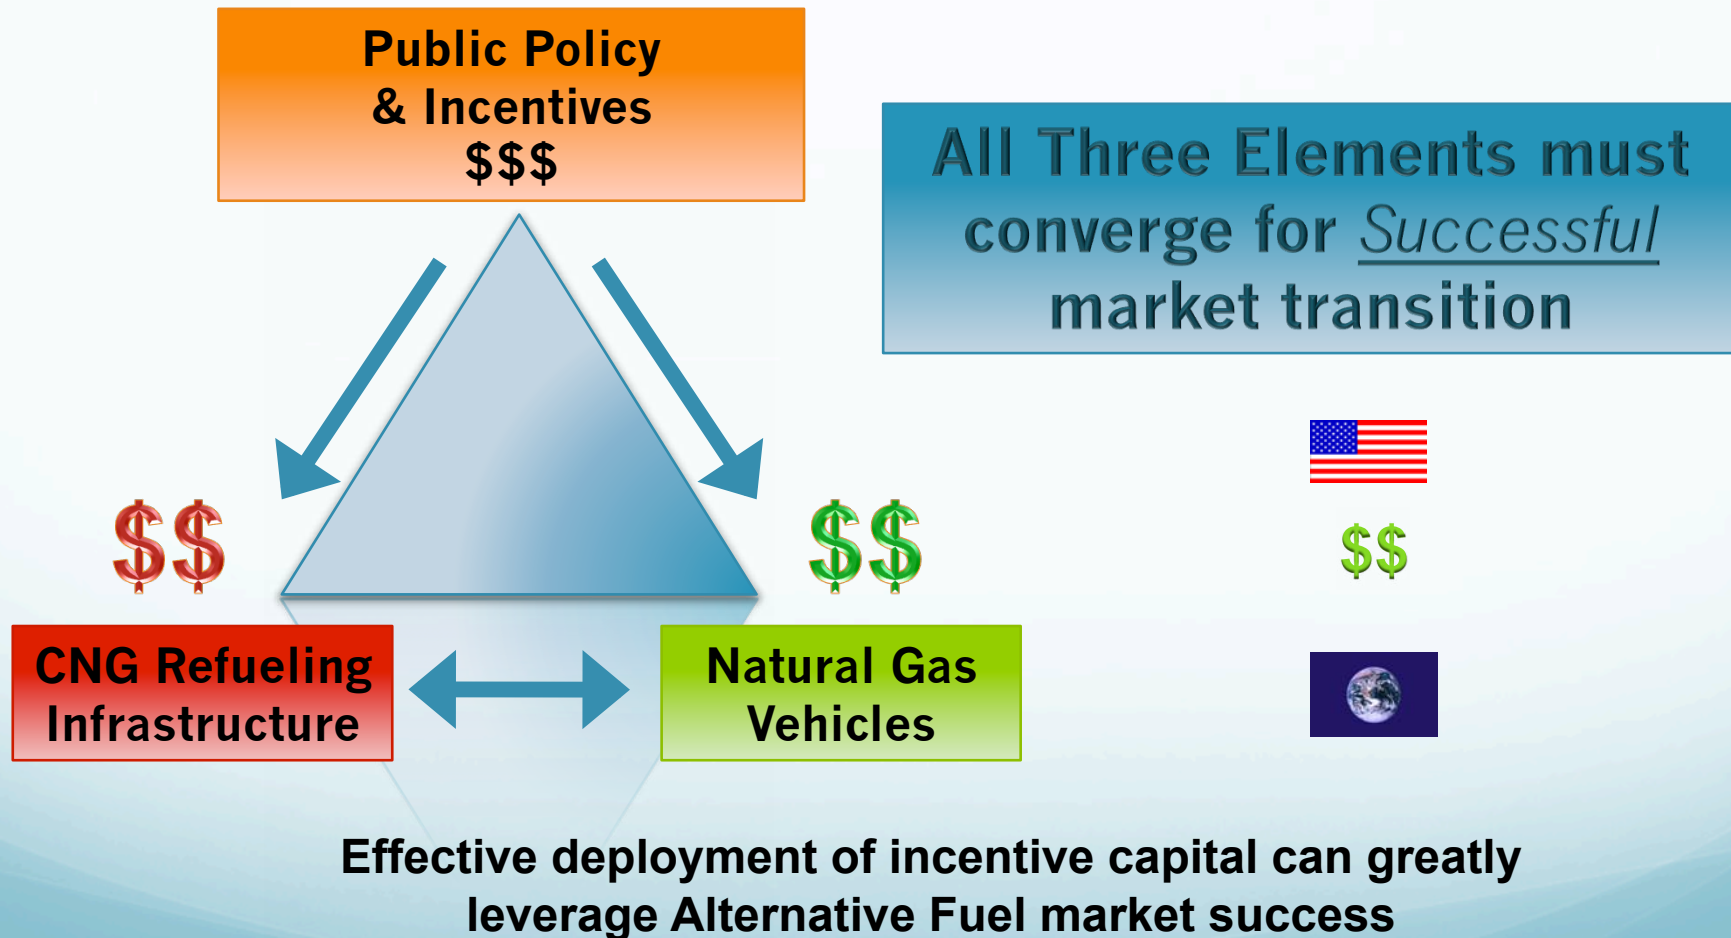 Public Policy
& Incentives
$$$
All Three Elements must
converge for Successful
market transition
$$
$$
$$
CNG Refueling
Infrastructure
Natural Gas
Vehicles
Effective deployment of incentive capital can greatly
leverage Alternative Fuel market success